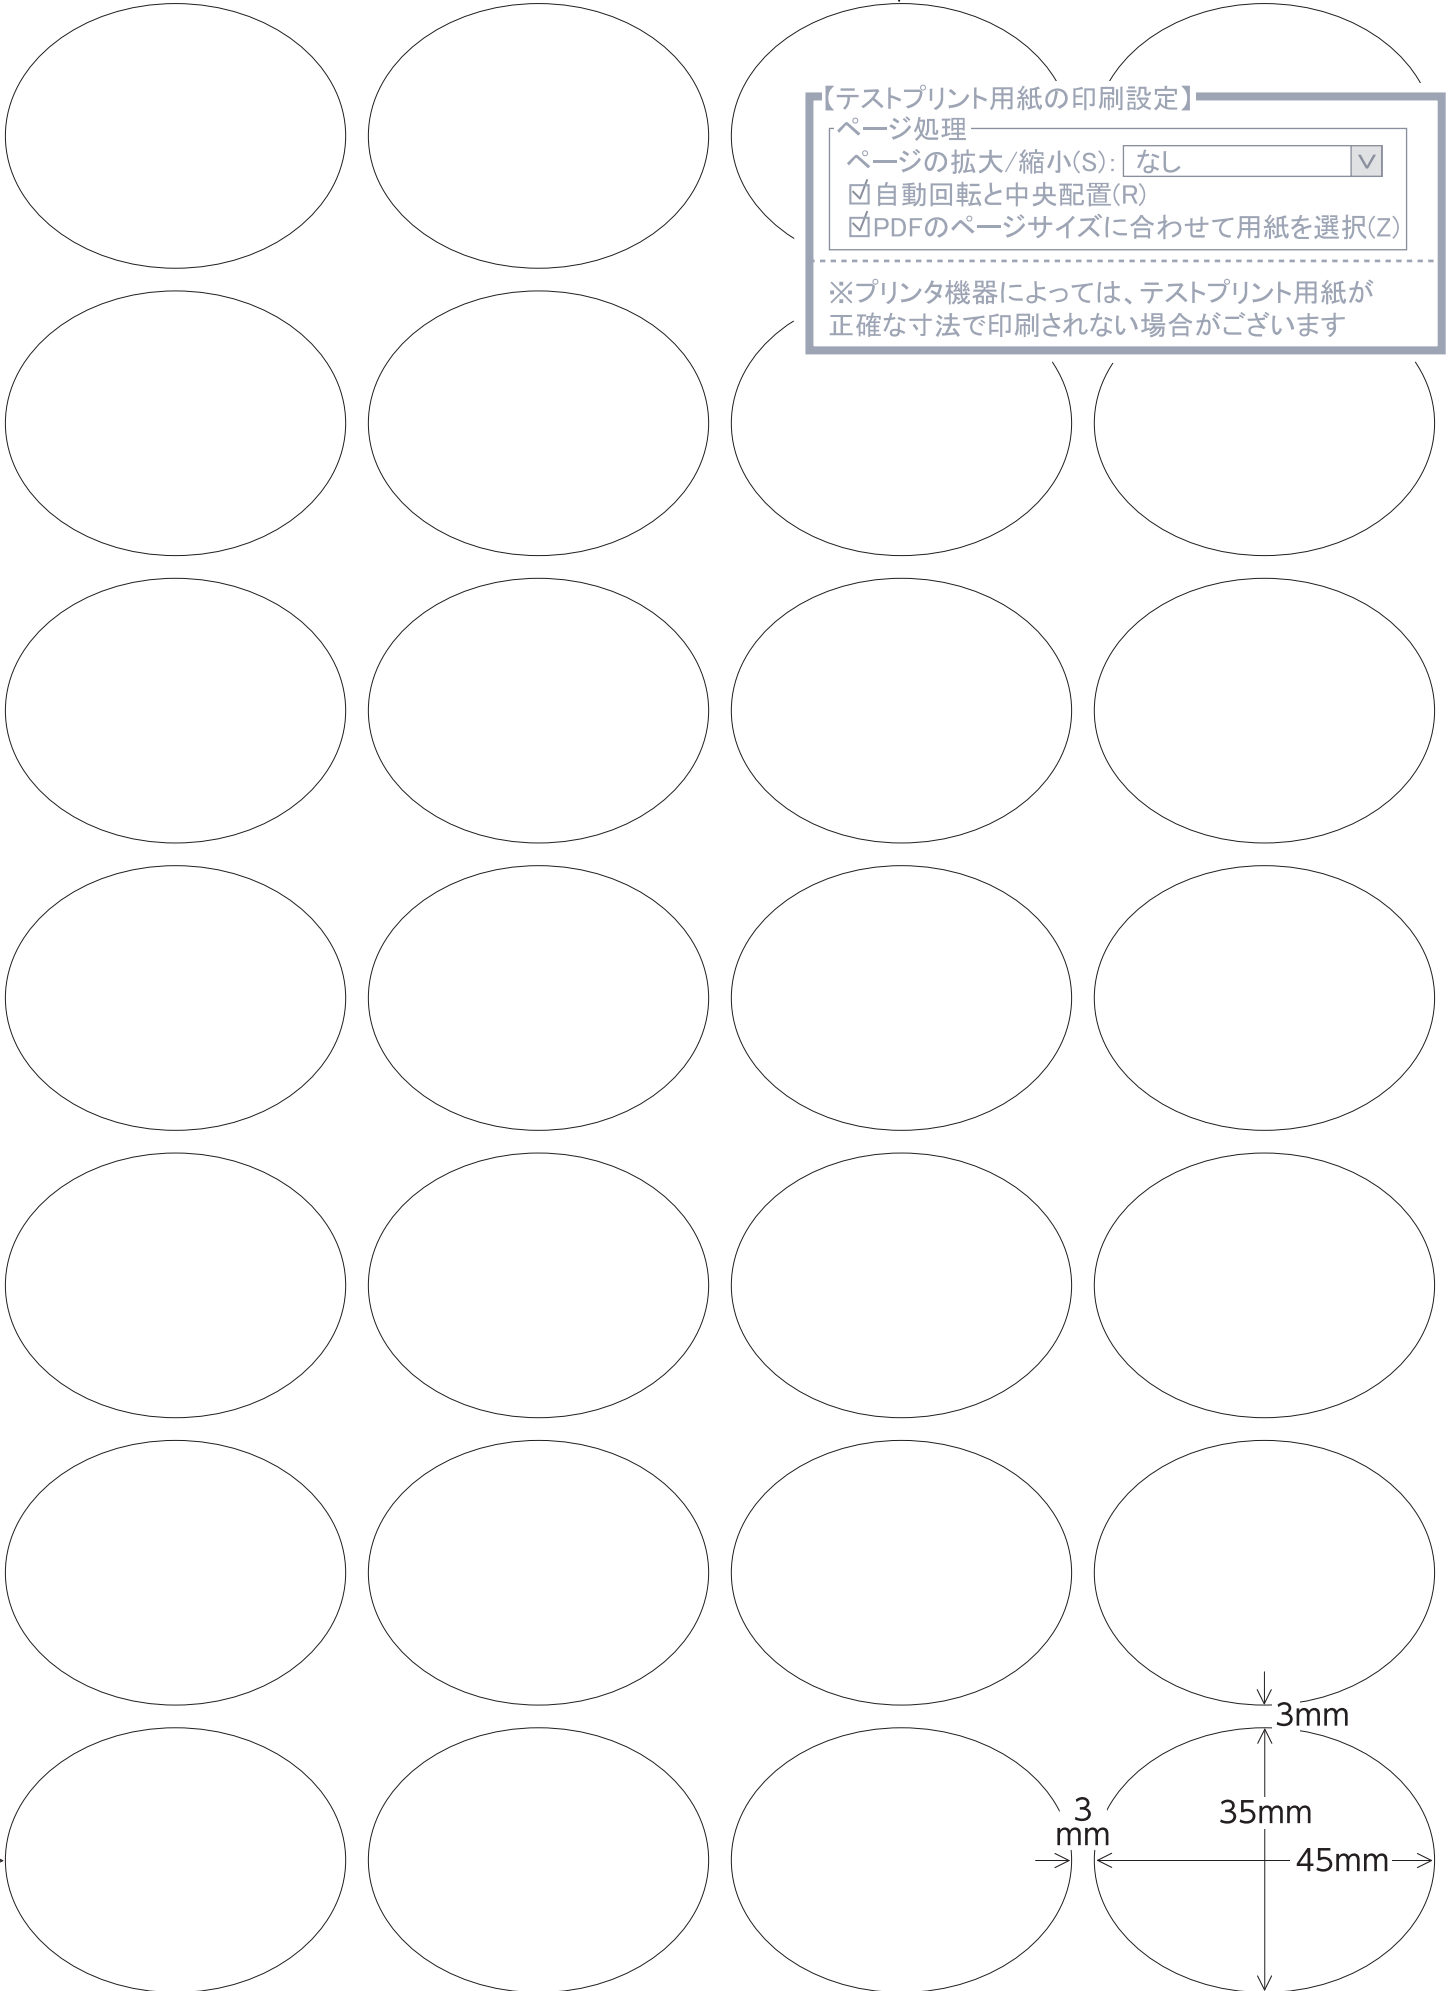 【テストプリント用紙の印刷設定】
ページ処理
ページの拡大/縮小(S): なし
自動回転と中央配置(R)
PDFのページサイズに合わせて用紙を選択(Z)
※プリンタ機器によっては、テストプリント用紙が
正確な寸法で印刷されない場合がございます
3mm
3
mm
35mm
45mm